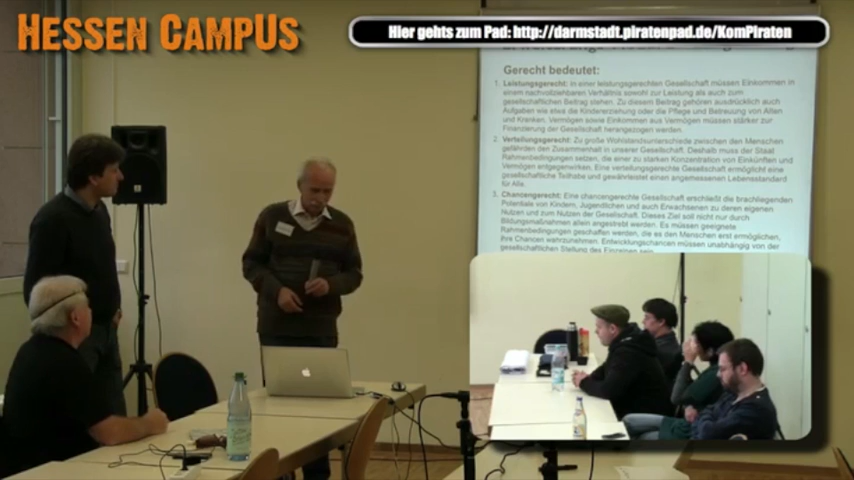 HESSEN CAMPUS
Hier gehts zum Pad: http://darmstadt.piratenpad.de/KomPiraten
Gerecht bedeutet:
1. Leistungsgerecht: In einer leistungsgerechten Gesellschaft müssen Einkommen in
einem nachvollziehbaren Verhältnis sowohl zur Leistung als auch zum
gesellschaftlichen Beitrag stehen. Zu diesem Beitrag gehören ausdrücklich auch
Aufgaben wie etwa die Kindererziehung oder die Pflege und Betreuung von Alten
und Kranken. Vermögen sowie Einkommen aus Vermögen müssen stärker zur
Finanzierung der Gesellschaft herangezogen werden.
2. Verteilungsgerecht: Zu große Wohlstandsunterschiede zwischen den Menschen
gefährden den Zusammenhalt in unserer Gesellschaft. Deshalb muss der Staat
Rahmenbedingungen setzen, die einer zu starken Konzentration von Einkünften und
Vermögen entgegenwirken. Eine verteilungsgerechte Gesellschaft ermöglicht eine
gesellschaftliche Teilhabe und gewährleistet einen angemessenen Lebensstandard
für Alle.
3. Chancengerecht: Eine chancengerechte Gesellschaft erschließt die brachliegenden
Potentiale von Kindern, Jugendlichen und auch Erwachsenen zu deren eigenen
Nutzen und zum Nutzen der Gesellschaft. Dieses Ziel soll nicht nur durch
Bildungsmaßnahmen allein angestrebt werden. Es müssen geeignete
Rahmenbedingungen geschaffen werden, die es den Menschen erst ermöglichen,
ihre Chancen wahrzunehmen. Entwicklungschancen müssen unabhängig von der
gesellschaftlichen Stellung des Einzelnen sein.